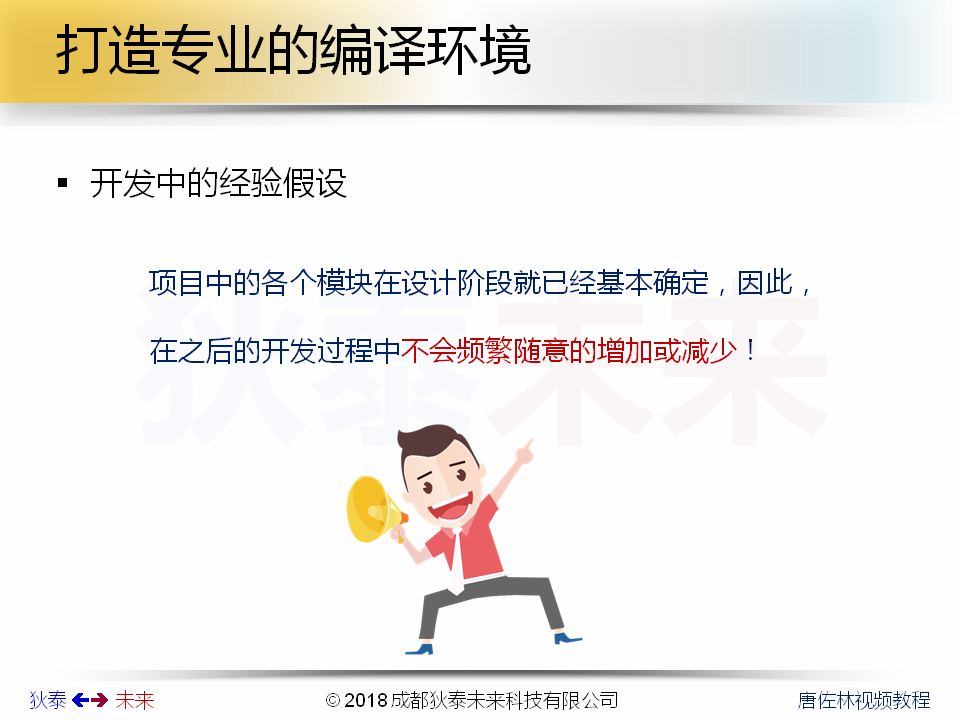 打造专业的编译环境
▪ 开发中的经验假设
项目中的各个模块在设计阶段就已经基本确定，因此，
在之后的开发过程中不会频繁随意的增加或减少！
狄泰未来
狄泰 未来
© 2018 成都狄泰未来科技有限公司
唐佐林视频教程